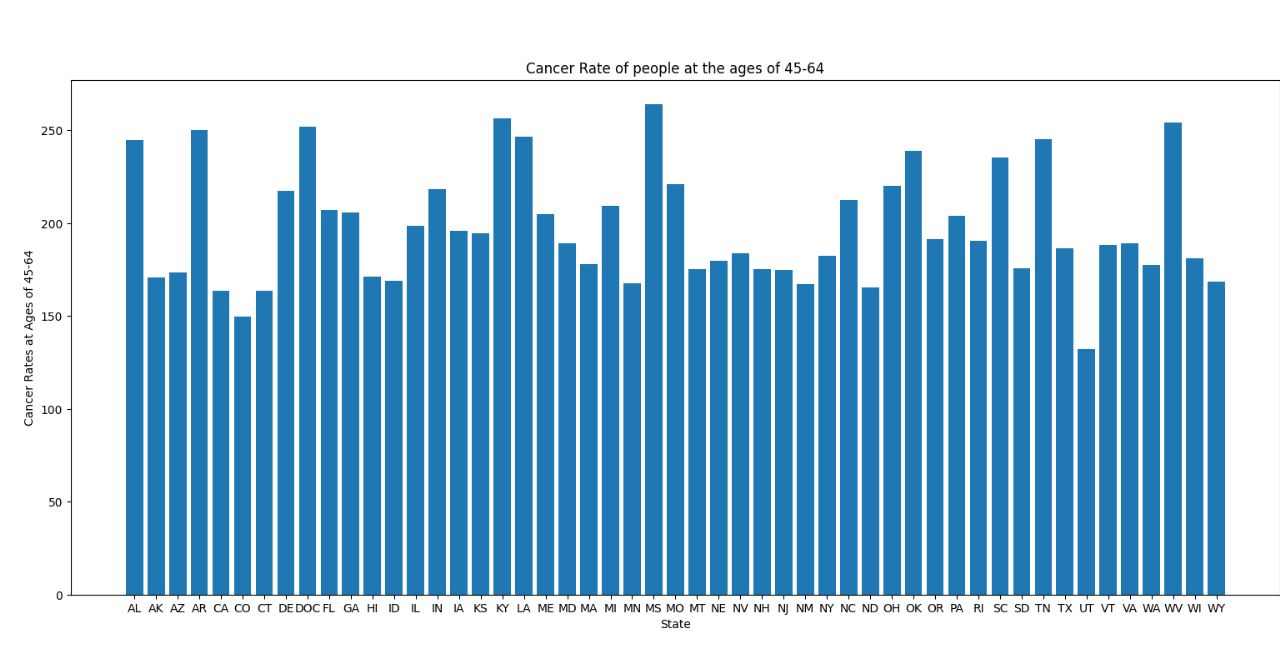 Cancer Rate of people at the ages of 45-64
Cancer Rates at Ages of 45-64
250
200
150
100
50
0
AL AK AZ AR CA CO CT DE DOC FL GA HI ID IL IN IA KS KY LA ME MD MA MI MN MS MO MT NE NV NH NJ NM NY NC ND OH OK OR PA RI SC SD TN TX UT VT VA WA WV WI WY
State